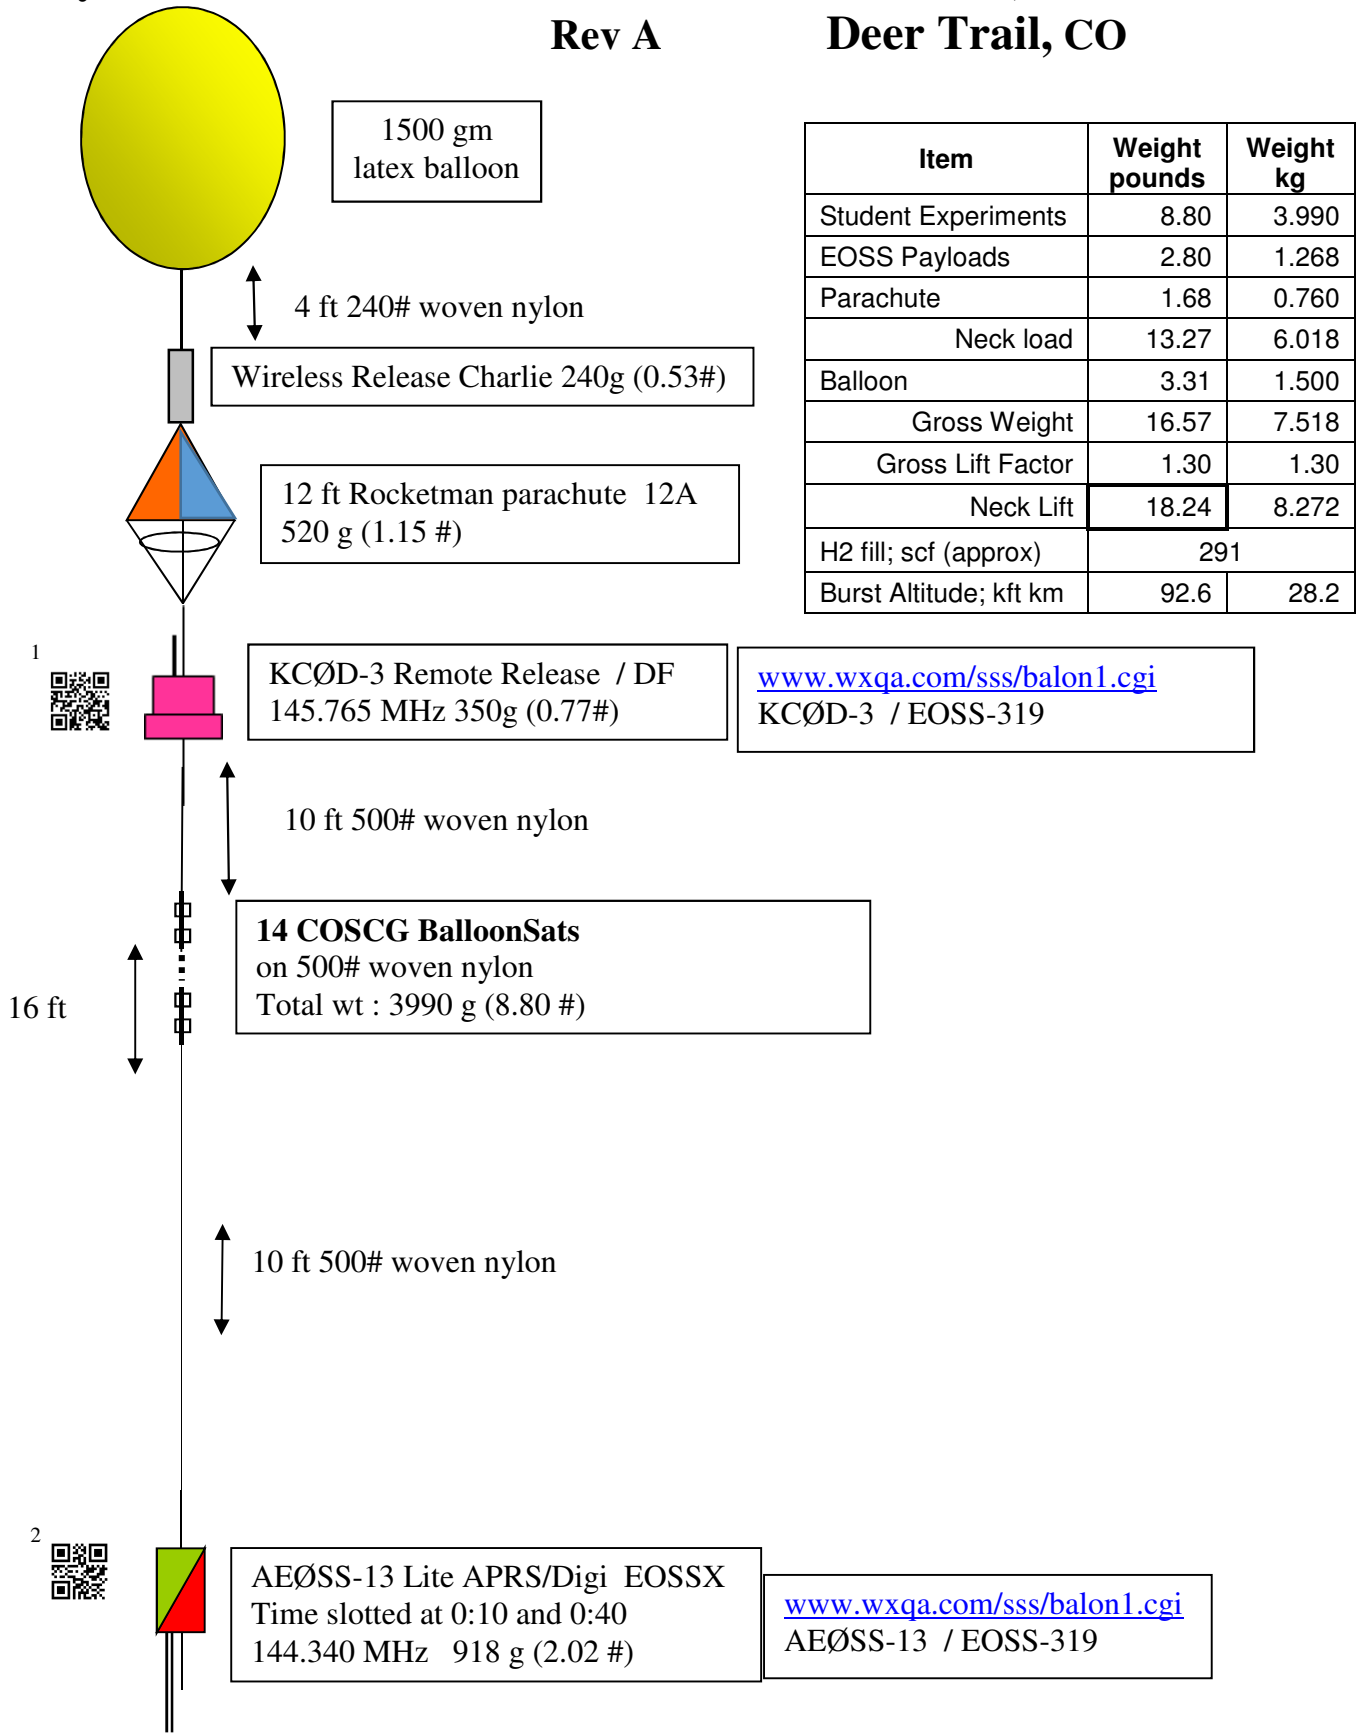 Rev A Deer Trail, CO
1500 gm
latex balloon
Item Weight pounds Weight kg
Student Experiments 8.80 3.990
EOSS Payloads 2.80 1.268
Parachute 1.68 0.760
Neck load 13.27 6.018
Balloon 3.31 1.500
Gross Weight 16.57 7.518
Gross Lift Factor 1.30 1.30
Neck Lift 18.24 8.272
H2 fill; scf (approx) 291
Burst Altitude; kft km 92.6 28.2
4 ft 240# woven nylon
Wireless Release Charlie 240g (0.53#)
12 ft Rocketman parachute 12A
520 g (1.15 #)
1
KCØD-3 Remote Release / DF
145.765 MHz 350g (0.77#)
www.wxqa.com/sss/balon1.cgi
KCØD-3 / EOSS-319
10 ft 500# woven nylon
14 COSCG BalloonSats
on 500# woven nylon
Total wt : 3990 g (8.80 #)
16 ft
10 ft 500# woven nylon
2
AEØSS-13 Lite APRS/Digi EOSSX
Time slotted at 0:10 and 0:40
144.340 MHz 918 g (2.02 #)
www.wxqa.com/sss/balon1.cgi
AEØSS-13 / EOSS-319